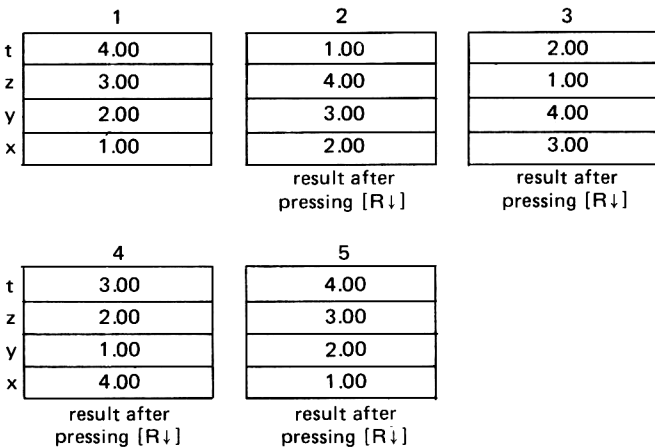 1 2 3
t 4.00 1.00 2.00
z 3.00 4.00 1.00
y 2.00 3.00 4.00
x 1.00 2.00 3.00
result after result after
pressing [R↓] pressing [R↓]
4 5
t 3.00 4.00
z 2.00 3.00
y 1.00 2.00
x 4.00 1.00
result after result after
pressing [R↓] pressing [R↓]